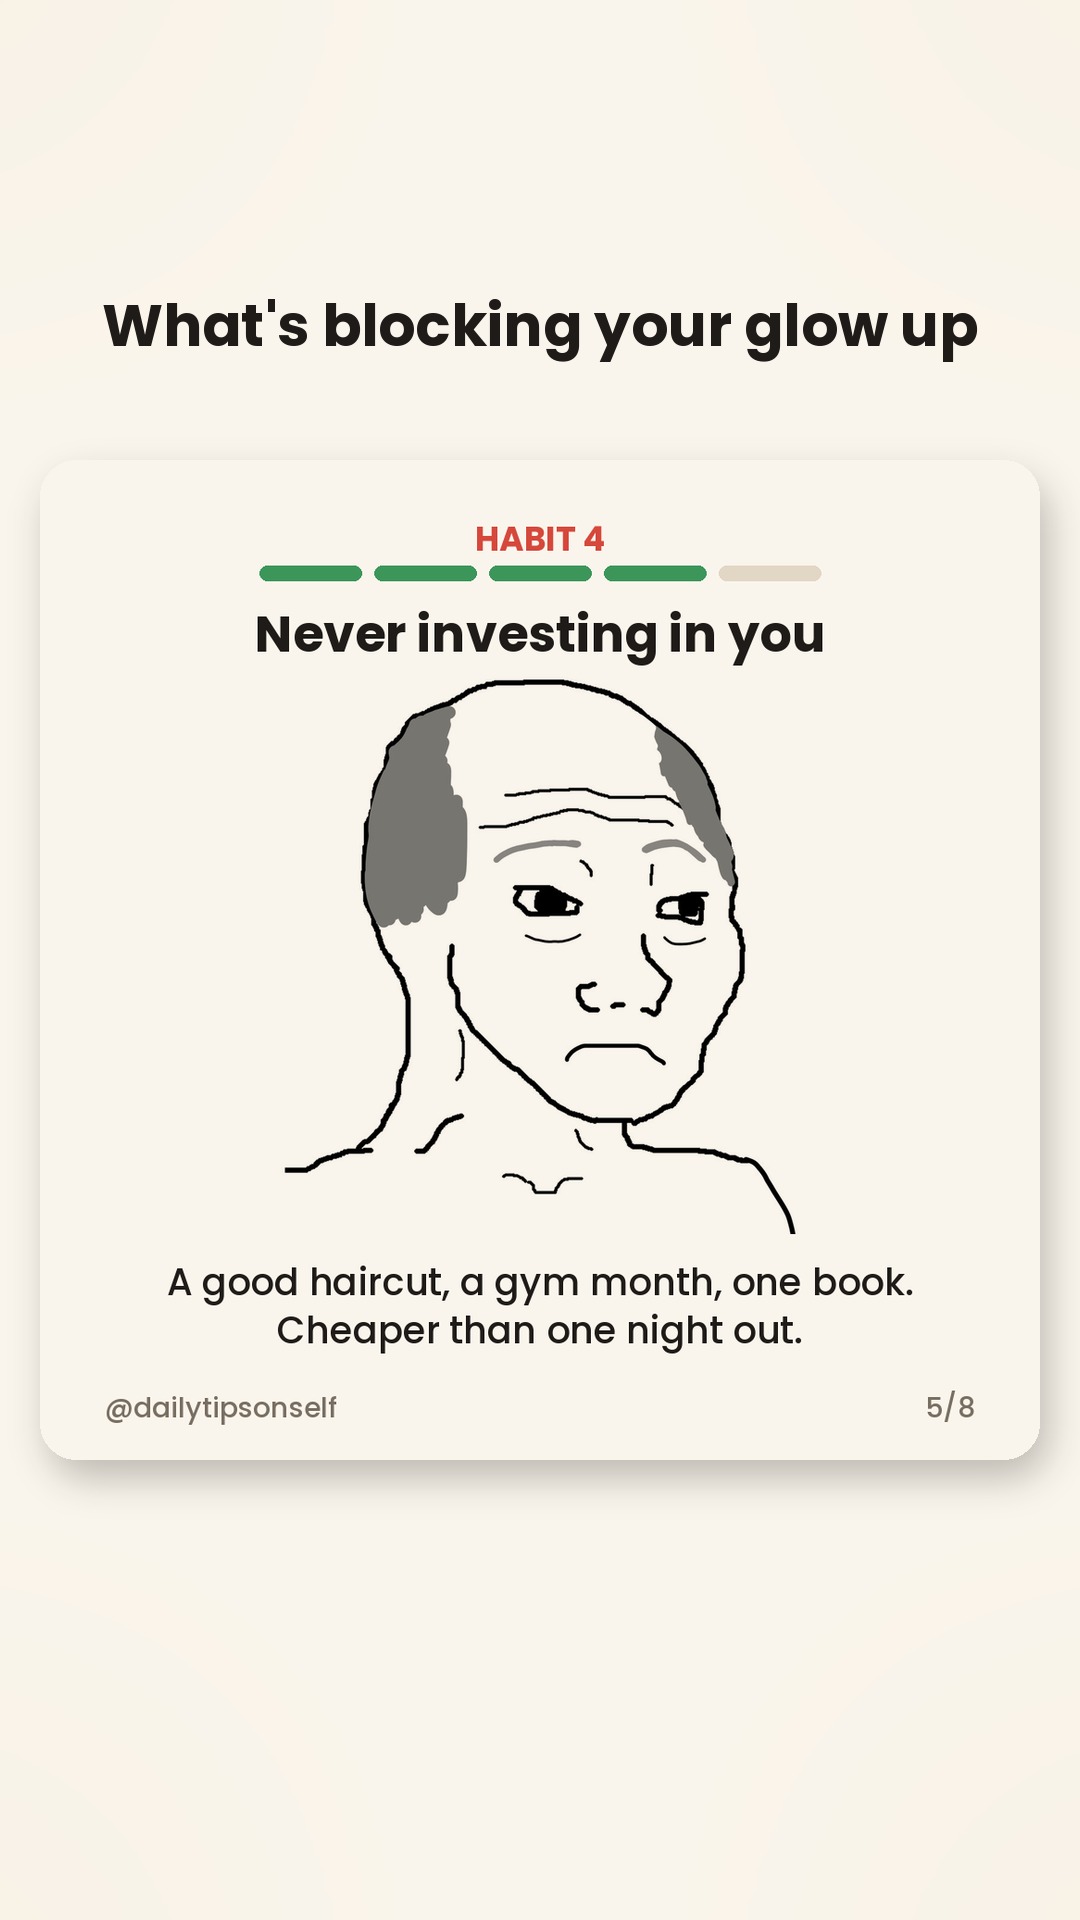 What's blocking your glow up
HABIT 4
Never investing in you
A good haircut, a gym month, one book.
Cheaper than one night out.
@dailytipsonself
5/8